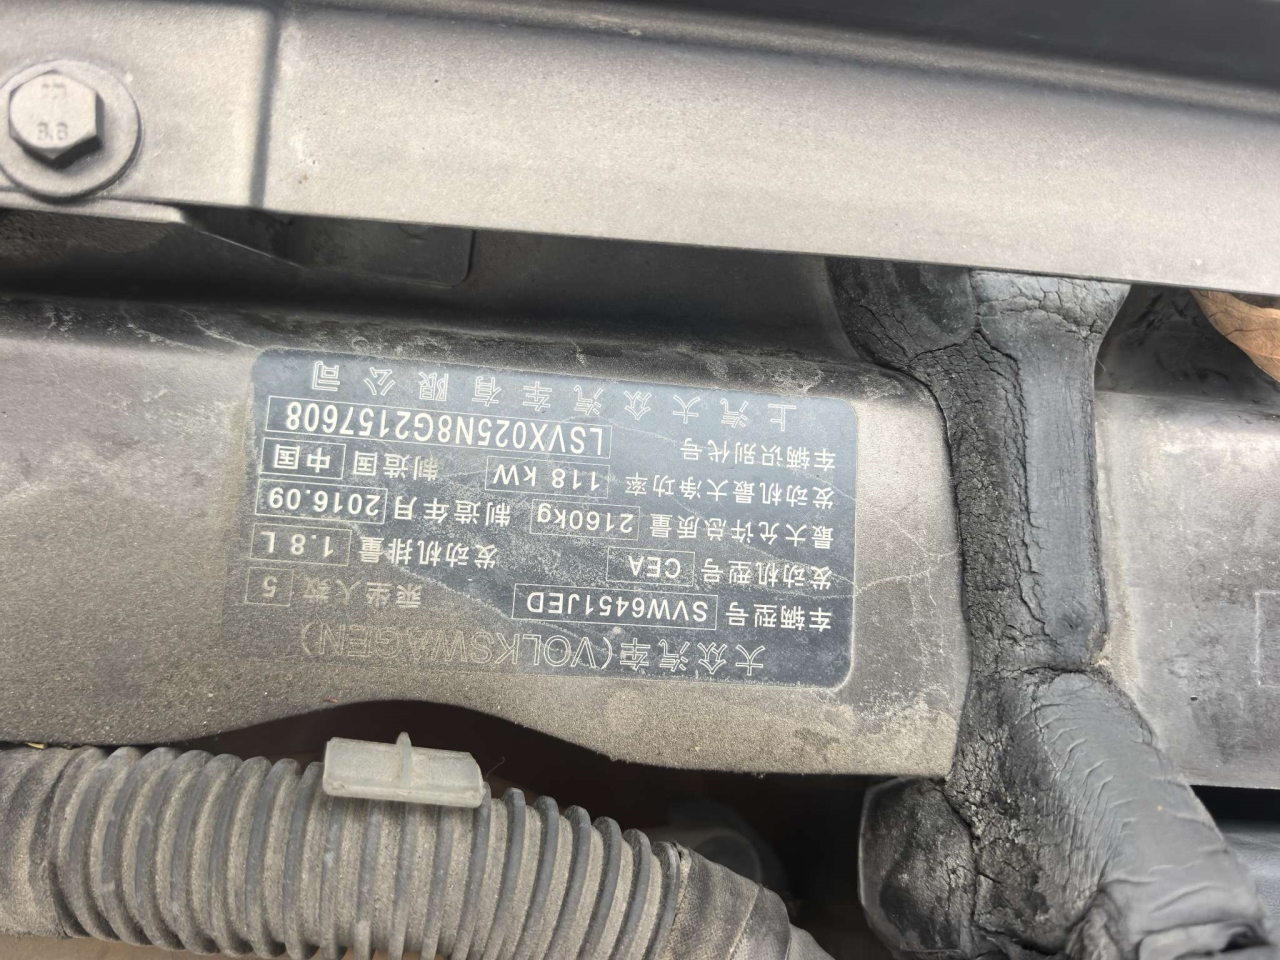 大众汽车(VOLKSWAGEN)
车辆型号 SVW6451JED 乘坐人数 5
发动机型号 CEA 发动机排量 1.8 L
最大允许总质量 2160kg 制造年月 2016.09
发动机最大净功率 118 kW 制造国 中国
车辆识别代号 LSVX025N8G2157608
上汽大众汽车有限公司
8.8